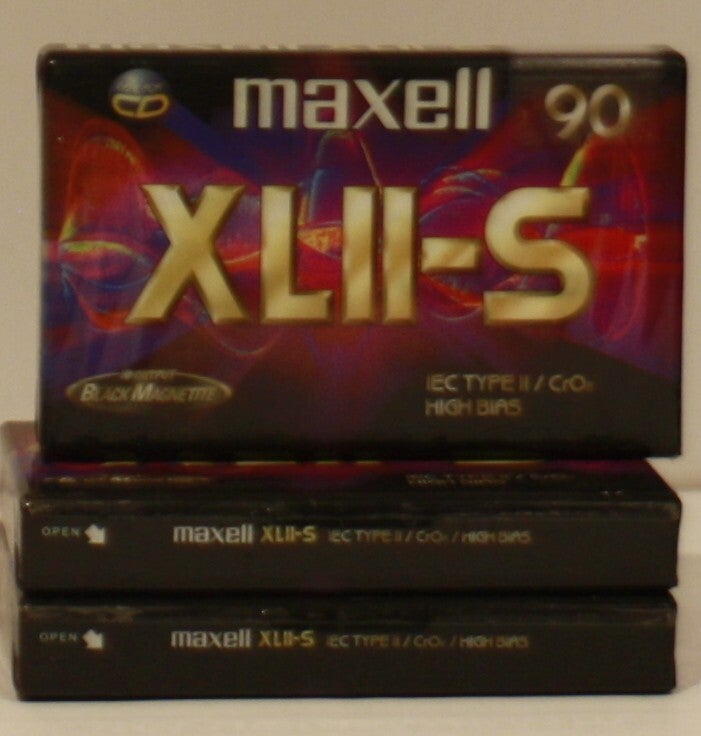 maxell 90
CD
XLII-S
BLACK MAGNETITE
IEC TYPE II / CrO₂
HIGH BIAS
OPEN maxell XLII-S IEC TYPE II / CrO₂ / HIGH BIAS
OPEN maxell XLII-S IEC TYPE II / CrO₂ / HIGH BIAS